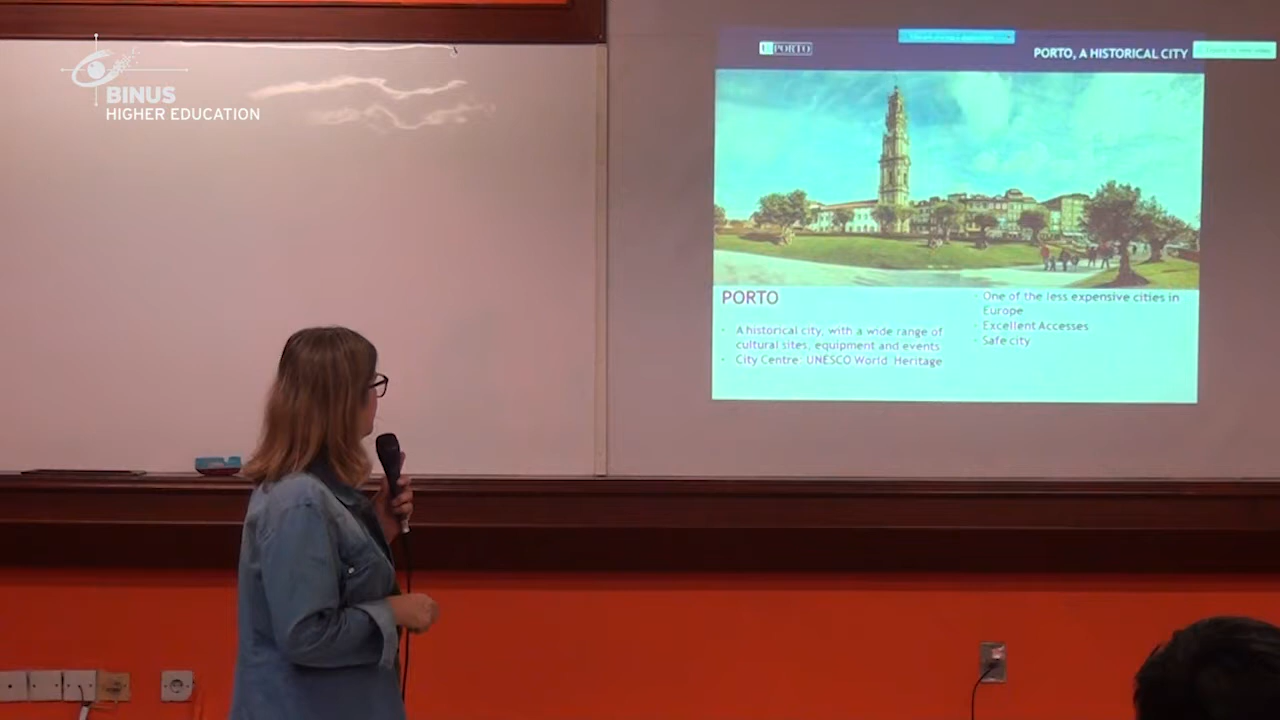 BINUS
HIGHER EDUCATION
U.PORTO
PORTO, A HISTORICAL CITY
PORTO
· A historical city, with a wide range of
cultural sites, equipment and events
· City Centre: UNESCO World Heritage
· One of the less expensive cities in
Europe
· Excellent Accesses
· Safe city